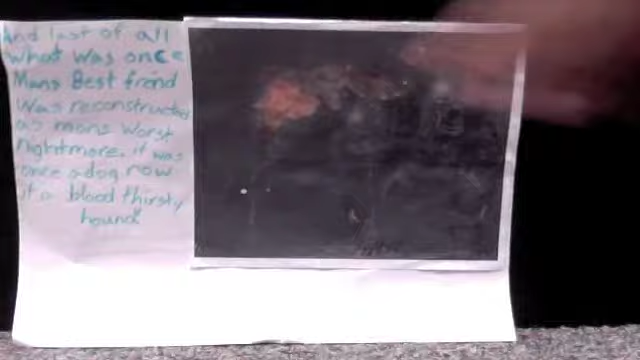 And last of all
what was once
Mans Best friend
was reconstructed
as mans worst
nightmare. it was
once a dog now
it a blood thirsty
hound